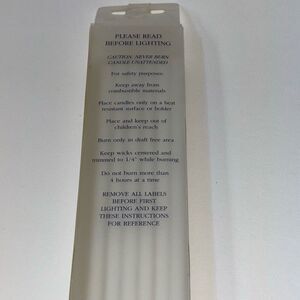 PLEASE READ
BEFORE LIGHTING
CAUTION, NEVER BURN
CANDLE UNATTENDED
For safety purposes:
Keep away from
combustible materials
Place candles only on a heat
resistant surface or holder
Place and keep out of
children's reach
Burn only in draft free area
Keep wicks centered and
trimmed to 1/4" while burning
Do not burn more than
4 hours at a time
REMOVE ALL LABELS
BEFORE FIRST
LIGHTING AND KEEP
THESE INSTRUCTIONS
FOR REFERENCE